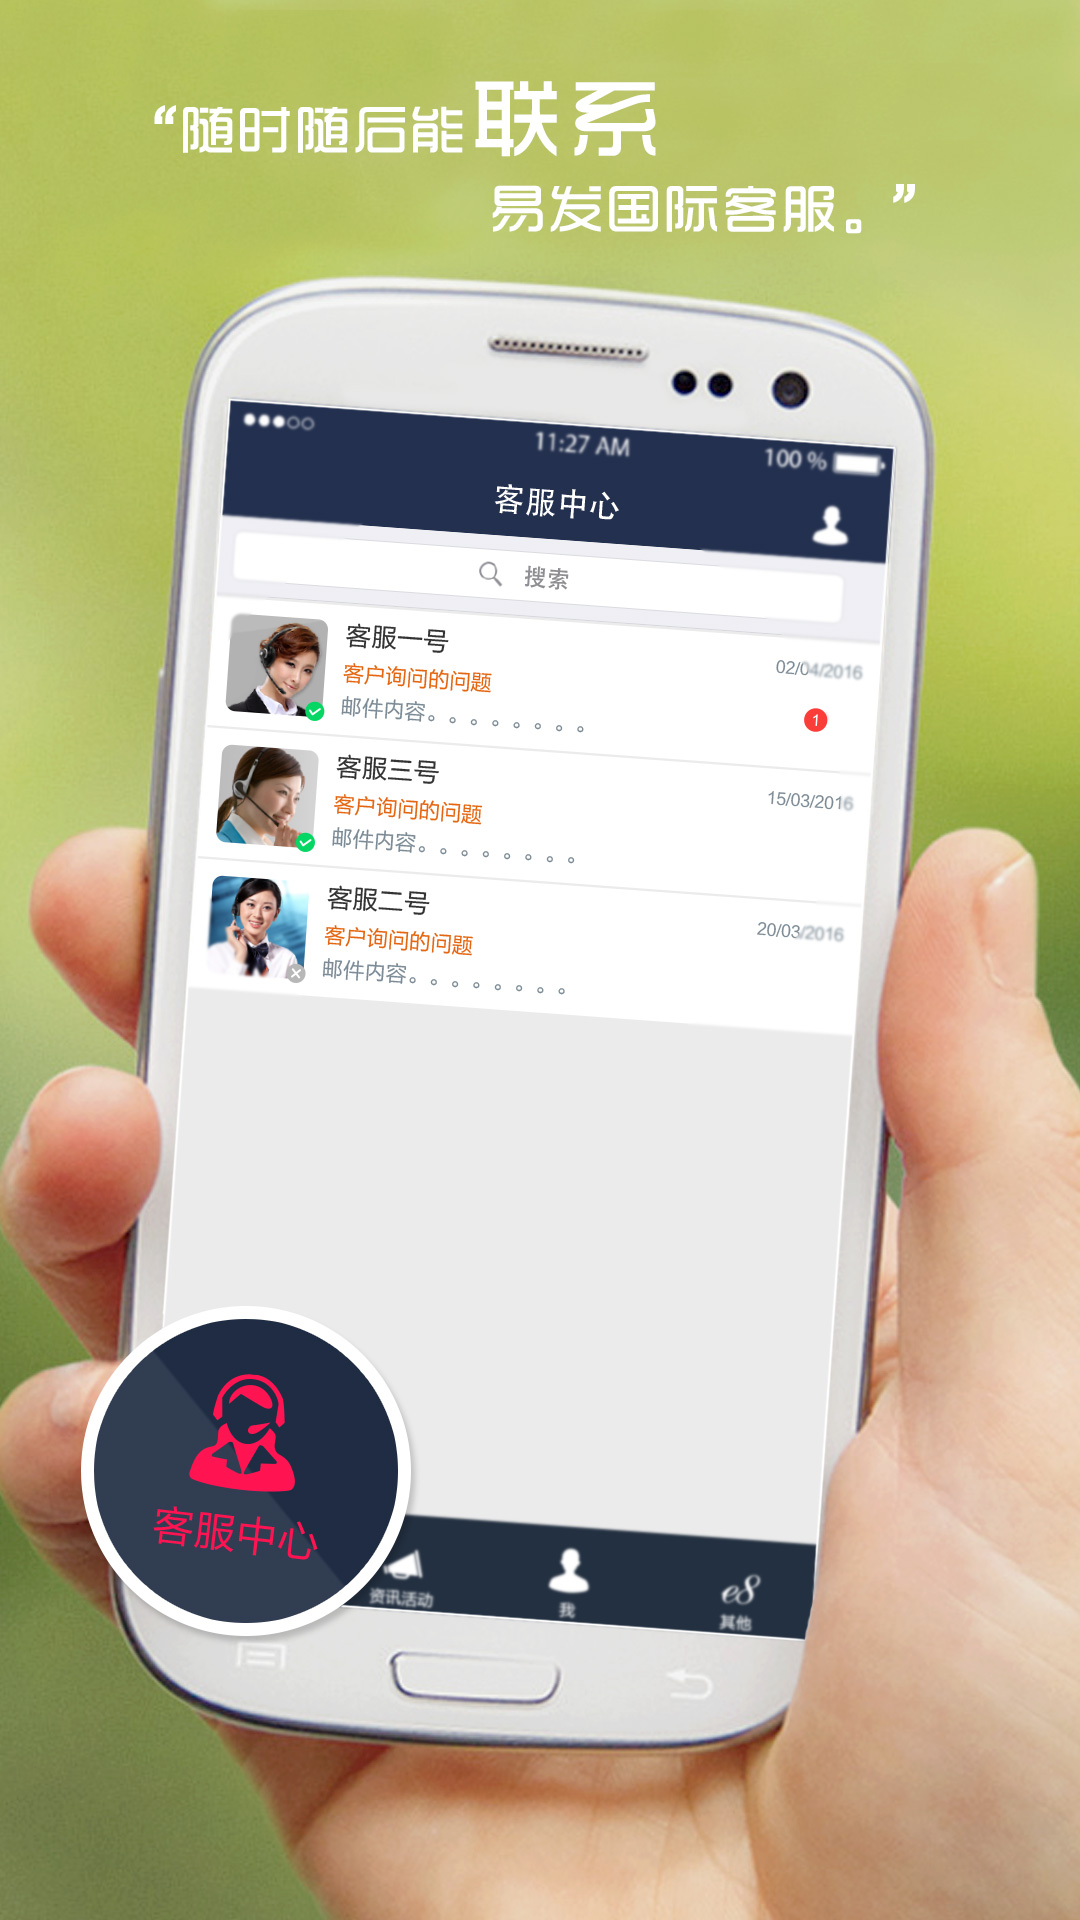 “随时随后能联系
易发国际客服。”
11:27 AM
100 %
客服中心
搜索
客服一号
02/04/2016
客户询问的问题
邮件内容。。。。。。。。
1
客服三号
15/03/2016
客户询问的问题
邮件内容。。。。。。。。
客服二号
20/03/2016
客户询问的问题
邮件内容。。。。。。。。
客服中心
资讯活动
我
e8
其他